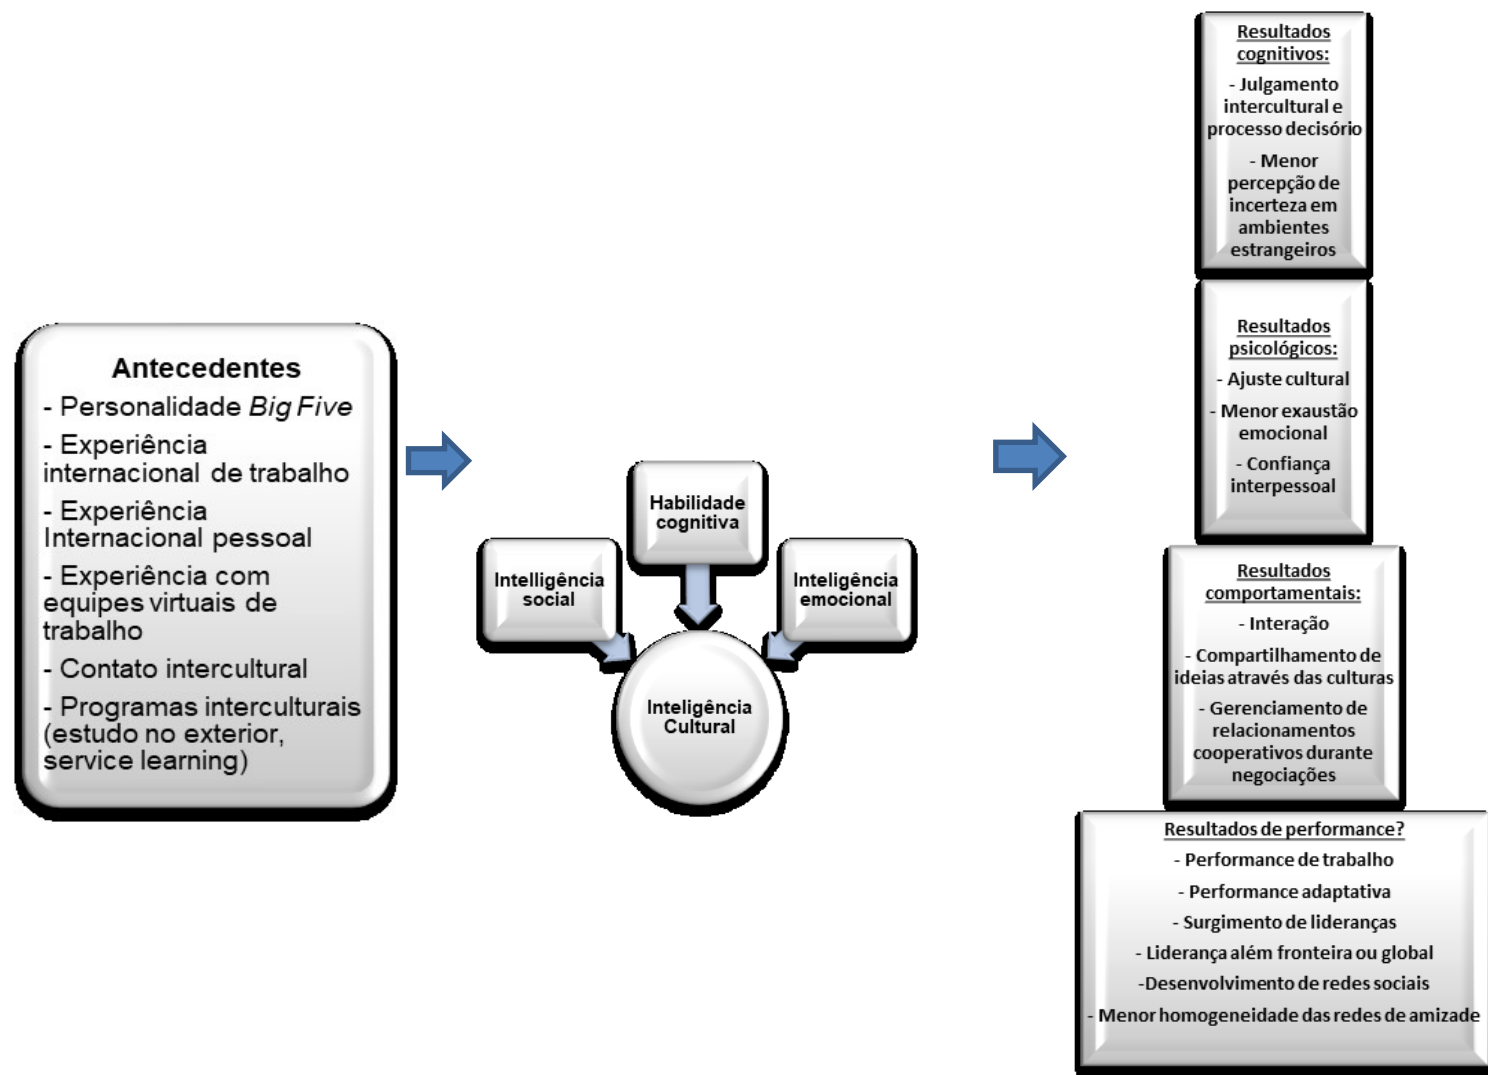 Antecedentes
- Personalidade Big Five
- Experiência
internacional de trabalho
- Experiência
Internacional pessoal
- Experiência com
equipes virtuais de
trabalho
- Contato intercultural
- Programas interculturais
(estudo no exterior,
service learning)
Habilidade
cognitiva
Intelligência
social
Inteligência
emocional
Inteligência
Cultural
Resultados
cognitivos:
- Julgamento
intercultural e
processo decisório
- Menor
percepção de
incerteza em
ambientes
estrangeiros
Resultados
psicológicos:
- Ajuste cultural
- Menor exaustão
emocional
- Confiança
interpessoal
Resultados
comportamentais:
- Interação
- Compartilhamento de
ideias através das culturas
- Gerenciamento de
relacionamentos
cooperativos durante
negociações
Resultados de performance?
- Performance de trabalho
- Performance adaptativa
- Surgimento de lideranças
- Liderança além fronteira ou global
-Desenvolvimento de redes sociais
- Menor homogeneidade das redes de amizade